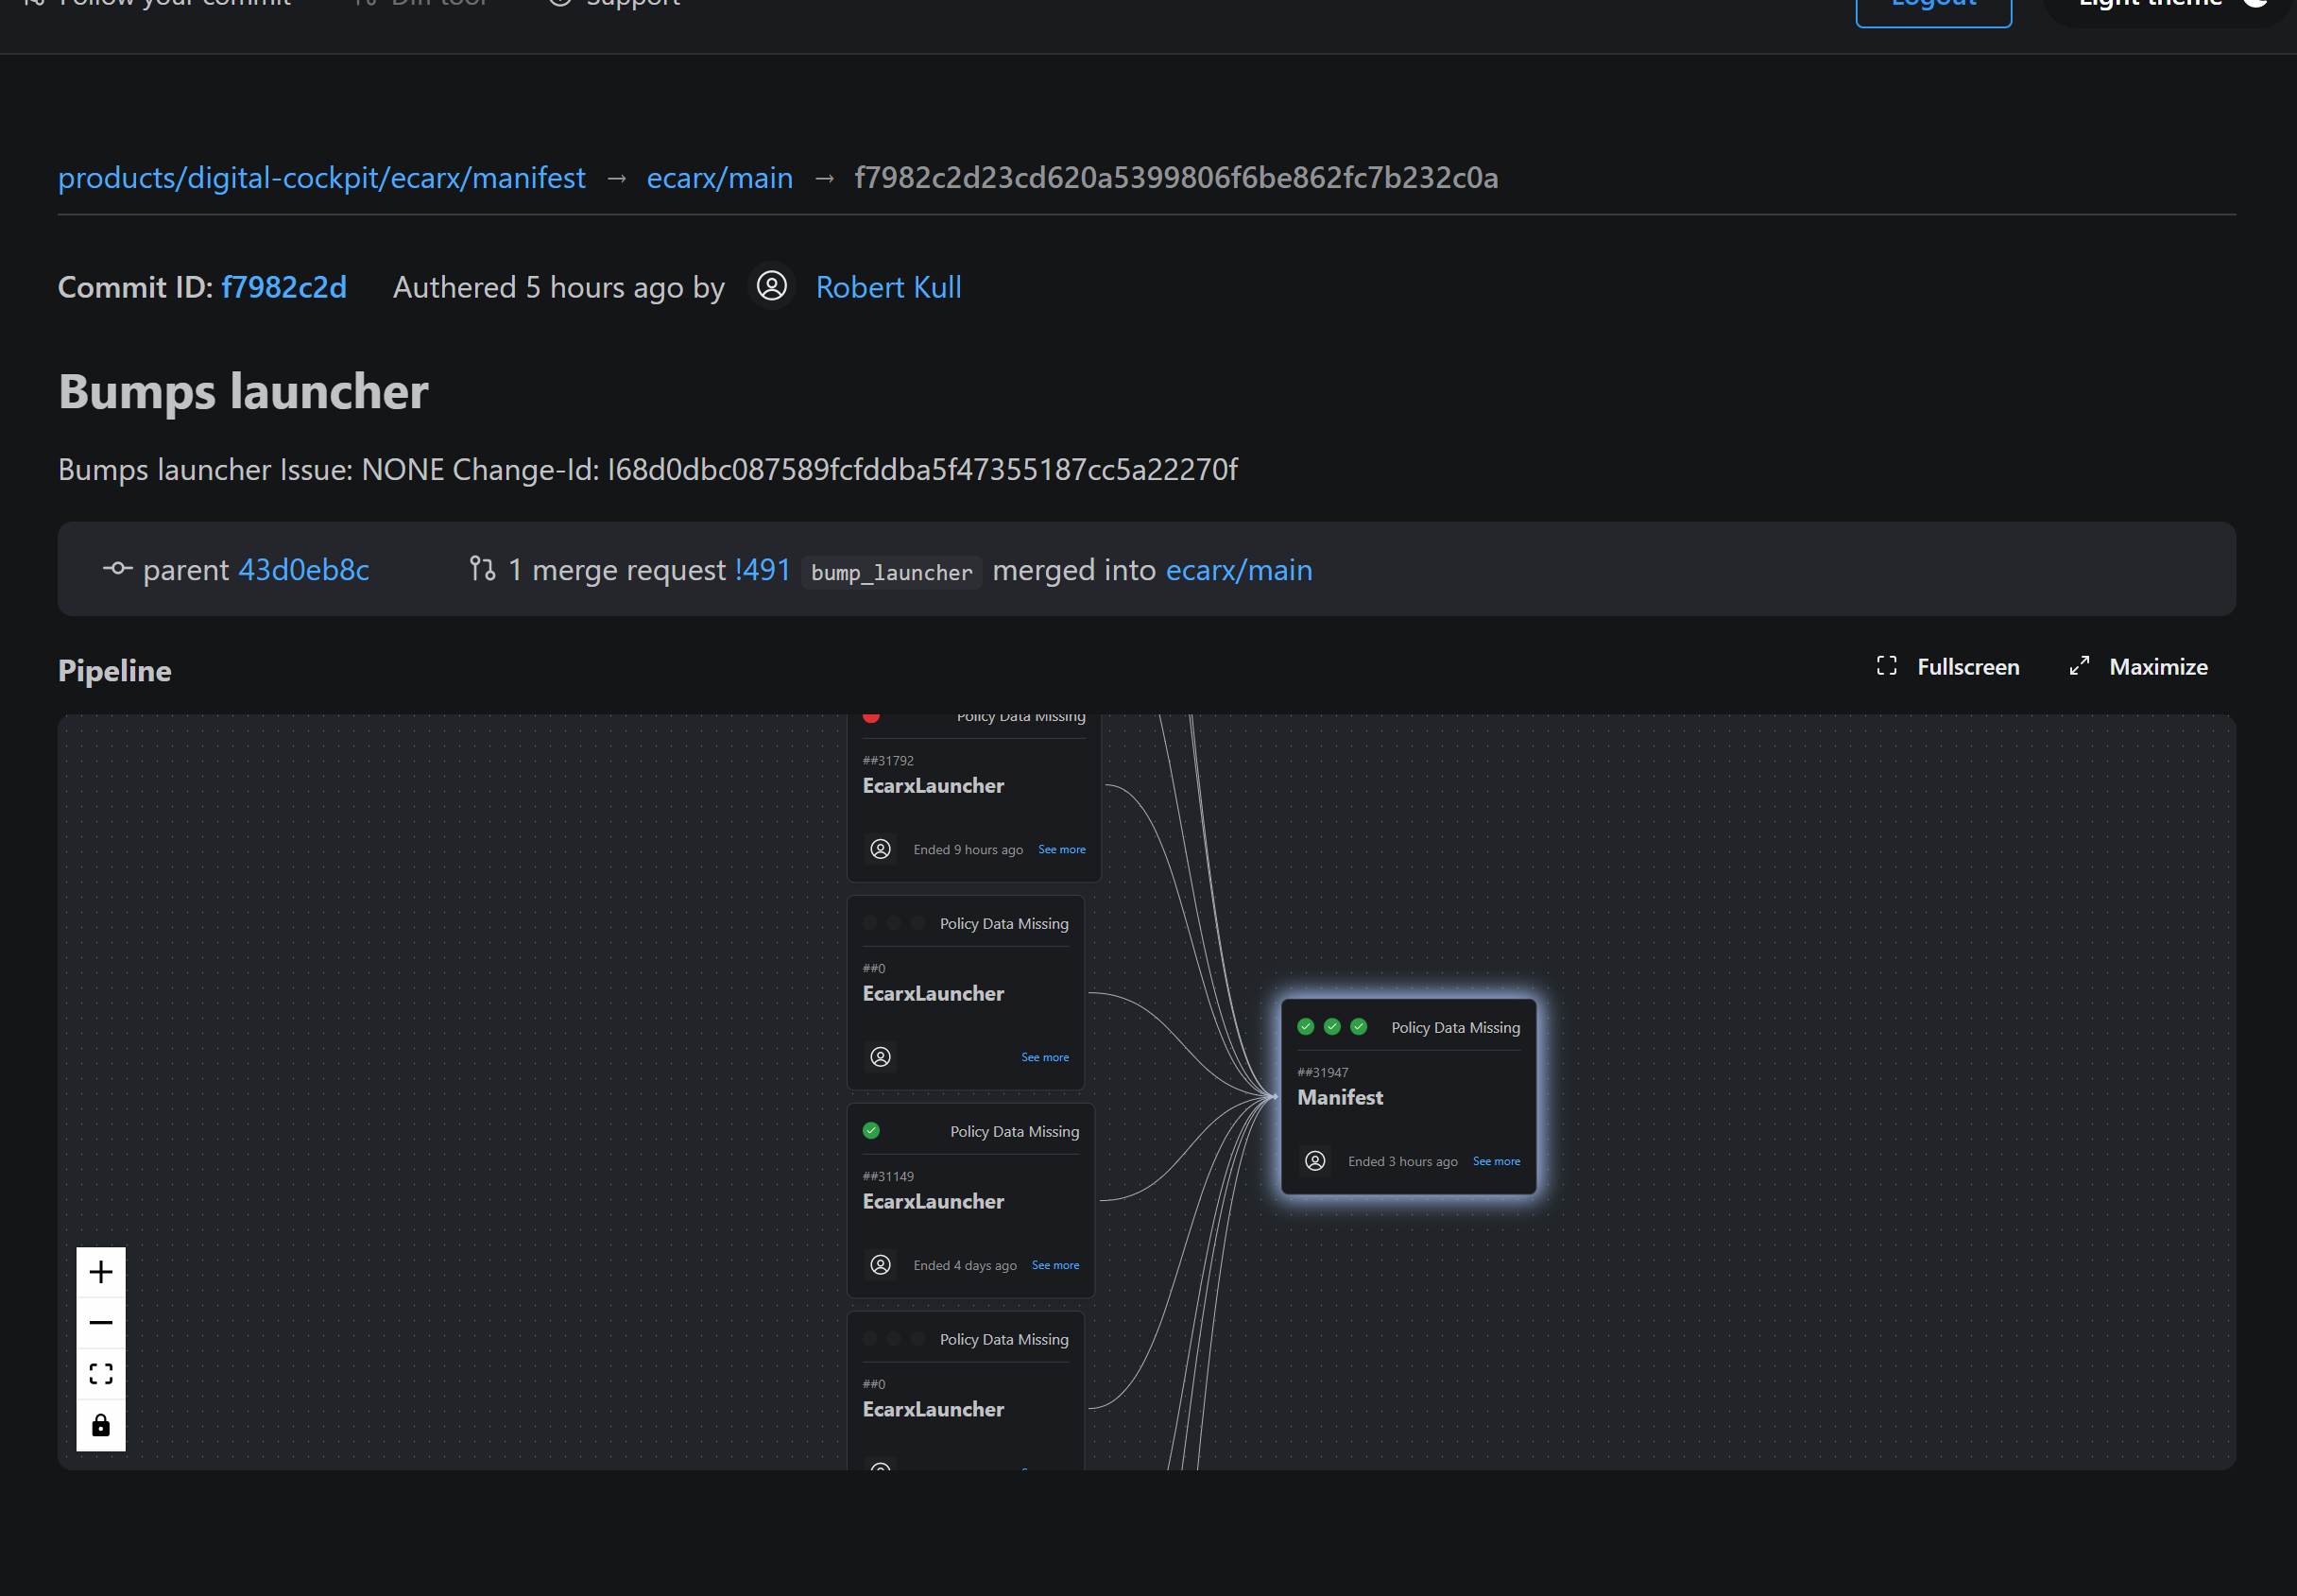 Follow your commit Diff tool Support Logout Light theme
products/digital-cockpit/ecarx/manifest → ecarx/main → f7982c2d23cd620a5399806f6be862fc7b232c0a
Commit ID: f7982c2d Authered 5 hours ago by Robert Kull
Bumps launcher
Bumps launcher Issue: NONE Change-Id: I68d0dbc087589fcfddba5f47355187cc5a22270f
parent 43d0eb8c 1 merge request !491 bump_launcher merged into ecarx/main
Pipeline Fullscreen Maximize
Policy Data Missing
##31792
EcarxLauncher
Ended 9 hours ago See more
Policy Data Missing
##0
EcarxLauncher
See more
Policy Data Missing
##31149
EcarxLauncher
Ended 4 days ago See more
Policy Data Missing
##0
EcarxLauncher
Policy Data Missing
##31947
Manifest
Ended 3 hours ago See more